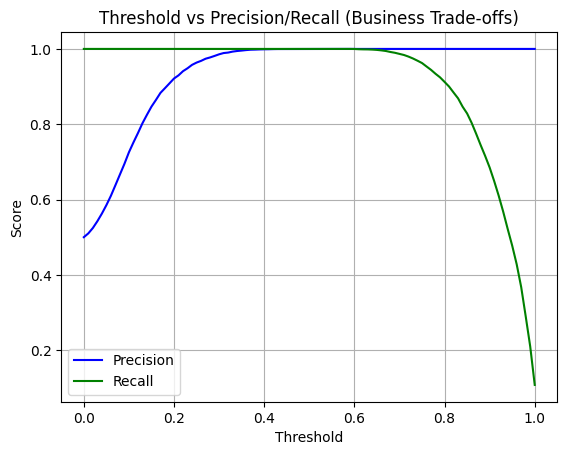 Threshold vs Precision/Recall (Business Trade-offs)
1.0
0.8
0.6
0.4
0.2
Score
Precision
Recall
0.0 0.2 0.4 0.6 0.8 1.0
Threshold